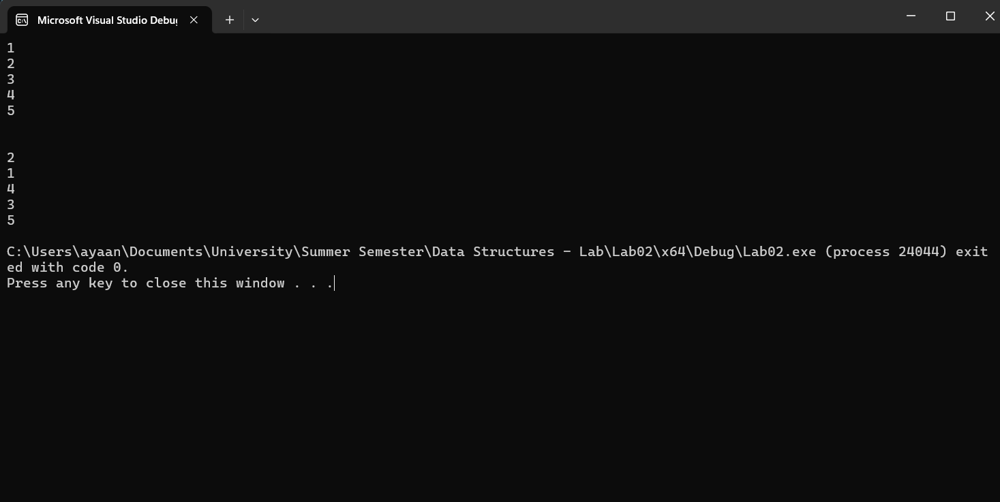 Microsoft Visual Studio Debu
1
2
3
4
5
2
1
4
3
5
C:\Users\ayaan\Documents\University\Summer Semester\Data Structures - Lab\Lab02\x64\Debug\Lab02.exe (process 24044) exit
ed with code 0.
Press any key to close this window . . .